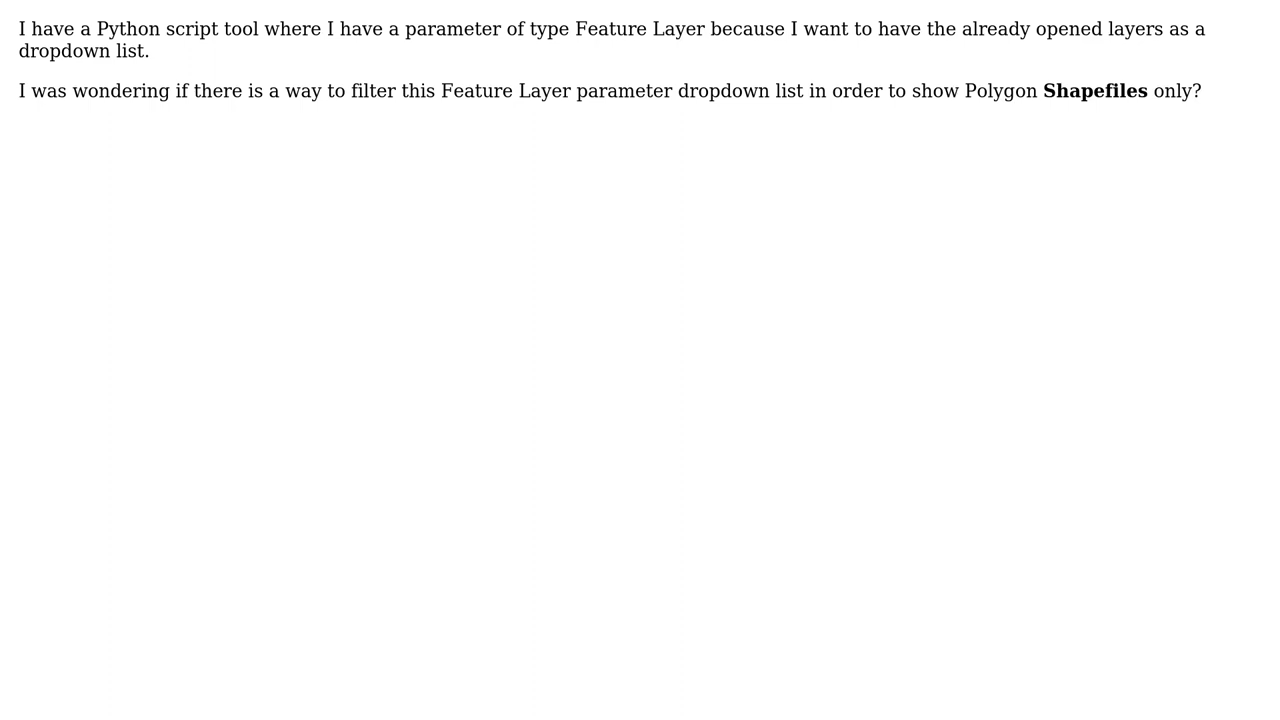 I have a Python script tool where I have a parameter of type Feature Layer because I want to have the already opened layers as a
dropdown list.
I was wondering if there is a way to filter this Feature Layer parameter dropdown list in order to show Polygon Shapefiles only?